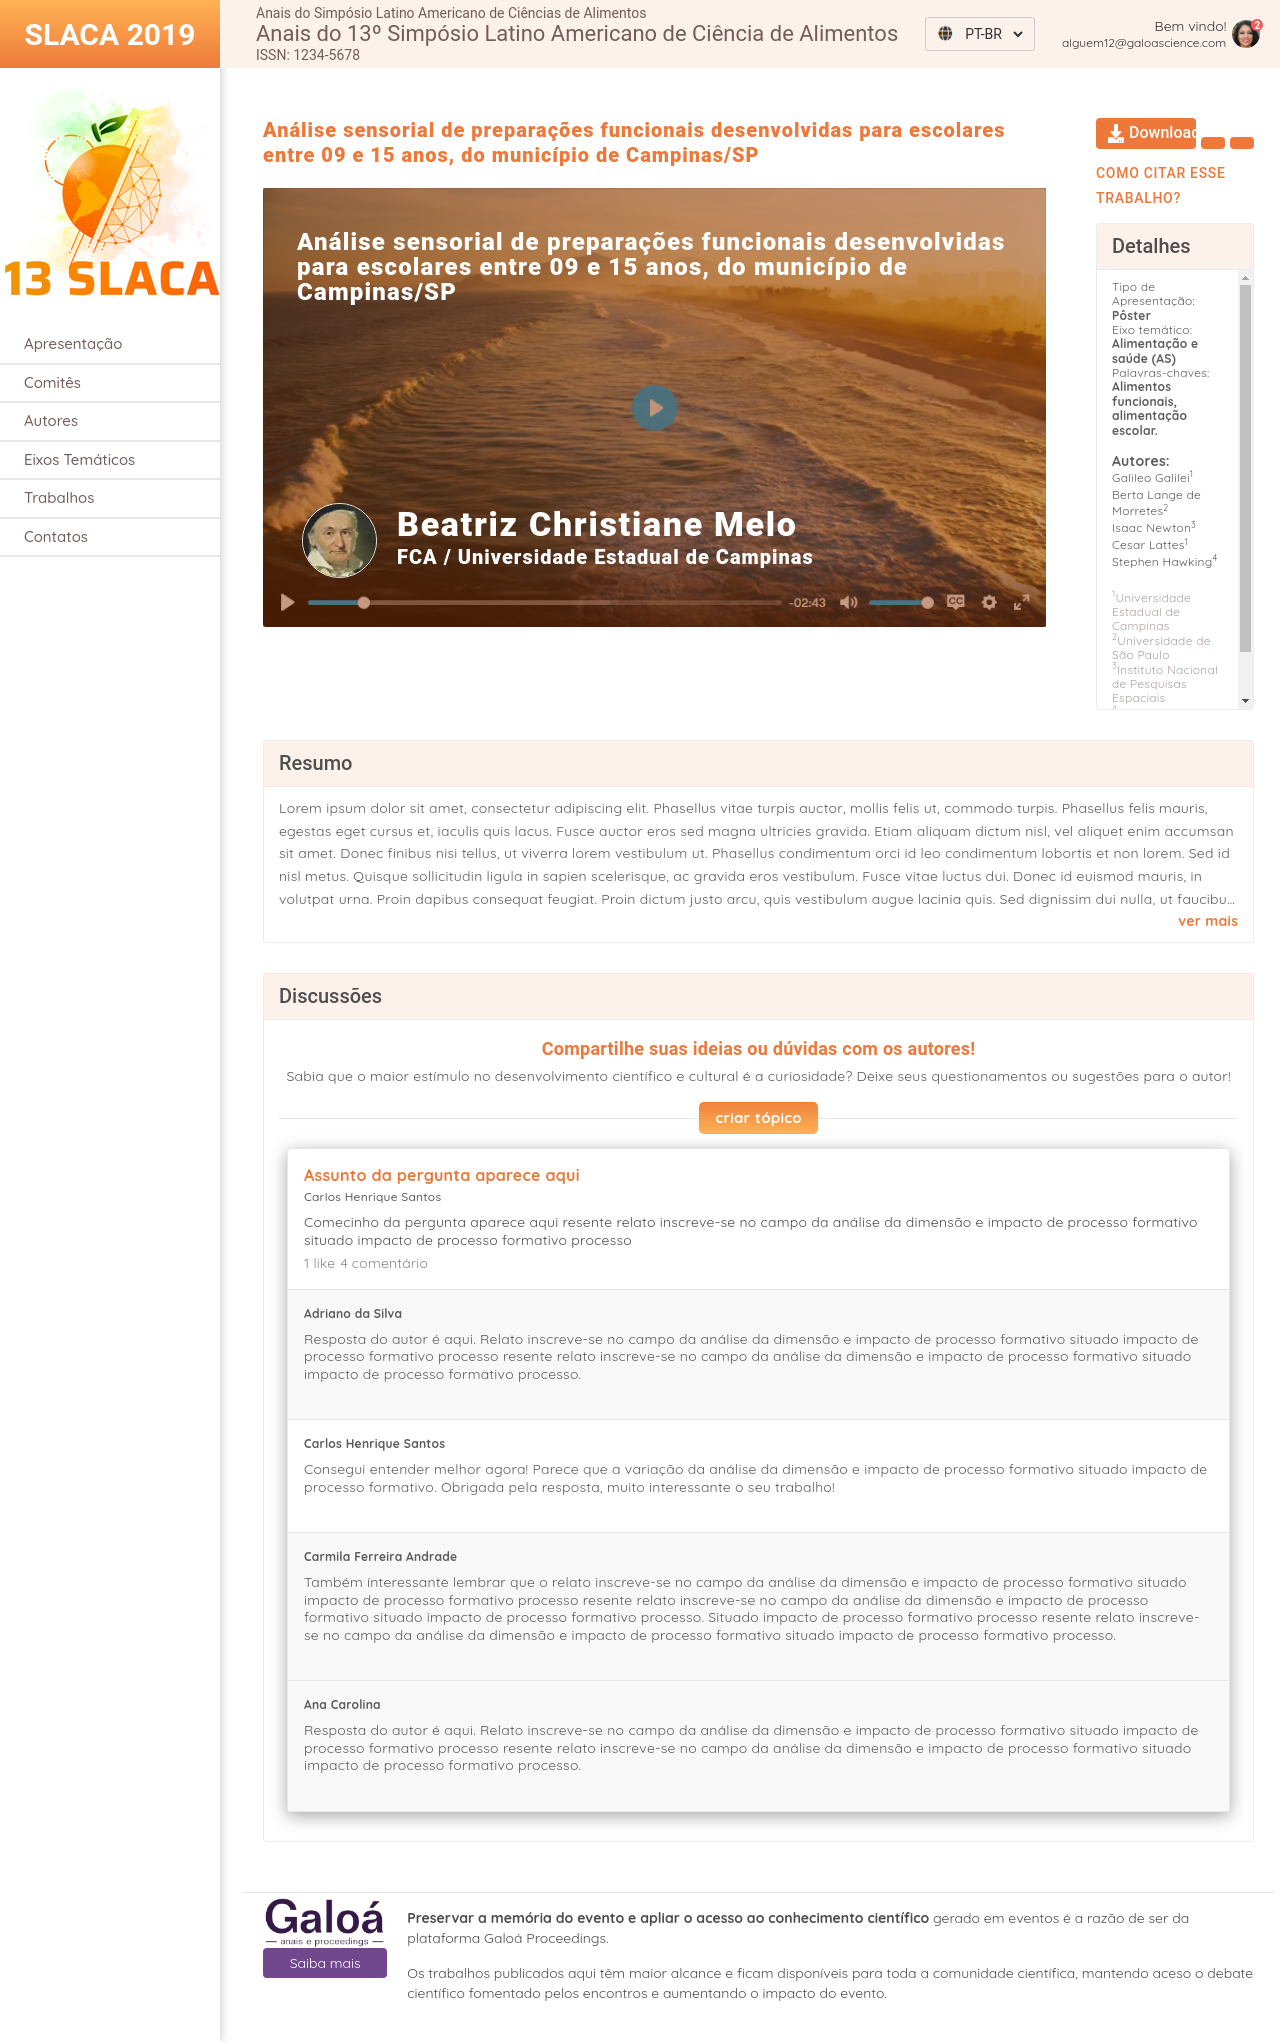 SLACA 2019
Anais do Simpósio Latino Americano de Ciências de Alimentos
Anais do 13º Simpósio Latino Americano de Ciência de Alimentos
ISSN: 1234-5678
PT-BR
Bem vindo!
alguem12@galoascience.com
2
13 SLACA
Apresentação
Comitês
Autores
Eixos Temáticos
Trabalhos
Contatos
Análise sensorial de preparações funcionais desenvolvidas para escolares
entre 09 e 15 anos, do município de Campinas/SP
Análise sensorial de preparações funcionais desenvolvidas
para escolares entre 09 e 15 anos, do município de
Campinas/SP
Beatriz Christiane Melo
FCA / Universidade Estadual de Campinas
-02:43
CC
Download
COMO CITAR ESSE
TRABALHO?
Detalhes
Tipo de
Apresentação:
Pôster
Eixo temático:
Alimentação e
saúde (AS)
Palavras-chaves:
Alimentos
funcionais,
alimentação
escolar.
Autores:
Galileo Galilei1
Berta Lange de
Morretes2
Isaac Newton3
Cesar Lattes1
Stephen Hawking4
1Universidade
Estadual de
Campinas
2Universidade de
São Paulo
3Instituto Nacional
de Pesquisas
Espaciais
Resumo
Lorem ipsum dolor sit amet, consectetur adipiscing elit. Phasellus vitae turpis auctor, mollis felis ut, commodo turpis. Phasellus felis mauris,
egestas eget cursus et, iaculis quis lacus. Fusce auctor eros sed magna ultricies gravida. Etiam aliquam dictum nisl, vel aliquet enim accumsan
sit amet. Donec finibus nisi tellus, ut viverra lorem vestibulum ut. Phasellus condimentum orci id leo condimentum lobortis et non lorem. Sed id
nisl metus. Quisque sollicitudin ligula in sapien scelerisque, ac gravida eros vestibulum. Fusce vitae luctus dui. Donec id euismod mauris, in
volutpat urna. Proin dapibus consequat feugiat. Proin dictum justo arcu, quis vestibulum augue lacinia quis. Sed dignissim dui nulla, ut faucibu...
ver mais
Discussões
Compartilhe suas ideias ou dúvidas com os autores!
Sabia que o maior estímulo no desenvolvimento científico e cultural é a curiosidade? Deixe seus questionamentos ou sugestões para o autor!
criar tópico
Assunto da pergunta aparece aqui
Carlos Henrique Santos
Comecinho da pergunta aparece aqui resente relato inscreve-se no campo da análise da dimensão e impacto de processo formativo
situado impacto de processo formativo processo
1 like 4 comentário
Adriano da Silva
Resposta do autor é aqui. Relato inscreve-se no campo da análise da dimensão e impacto de processo formativo situado impacto de
processo formativo processo resente relato inscreve-se no campo da análise da dimensão e impacto de processo formativo situado
impacto de processo formativo processo.
Carlos Henrique Santos
Consegui entender melhor agora! Parece que a variação da análise da dimensão e impacto de processo formativo situado impacto de
processo formativo. Obrigada pela resposta, muito interessante o seu trabalho!
Carmila Ferreira Andrade
Também ínteressante lembrar que o relato inscreve-se no campo da análise da dimensão e impacto de processo formativo situado
impacto de processo formativo processo resente relato inscreve-se no campo da análise da dimensão e impacto de processo
formativo situado impacto de processo formativo processo. Situado impacto de processo formativo processo resente relato inscreve-
se no campo da análise da dimensão e impacto de processo formativo situado impacto de processo formativo processo.
Ana Carolina
Resposta do autor é aqui. Relato inscreve-se no campo da análise da dimensão e impacto de processo formativo situado impacto de
processo formativo processo resente relato inscreve-se no campo da análise da dimensão e impacto de processo formativo situado
impacto de processo formativo processo.
Galoá
anais e proceedings
Saiba mais
Preservar a memória do evento e apliar o acesso ao conhecimento científico gerado em eventos é a razão de ser da
plataforma Galoá Proceedings.
Os trabalhos publicados aqui têm maior alcance e ficam disponíveis para toda a comunidade científica, mantendo aceso o debate
científico fomentado pelos encontros e aumentando o impacto do evento.